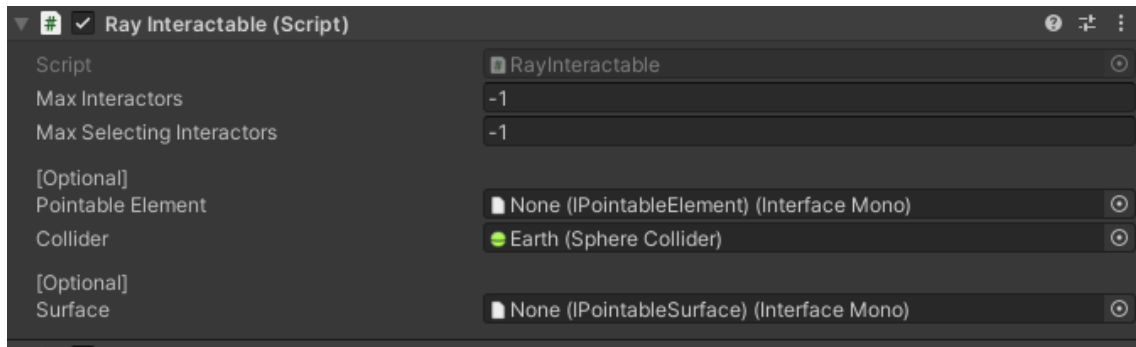 # Ray Interactable (Script)
Script # RayInteractable
Max Interactors -1
Max Selecting Interactors -1
[Optional]
Pointable Element None (IPointableElement) (Interface Mono)
Collider Earth (Sphere Collider)
[Optional]
Surface None (IPointableSurface) (Interface Mono)